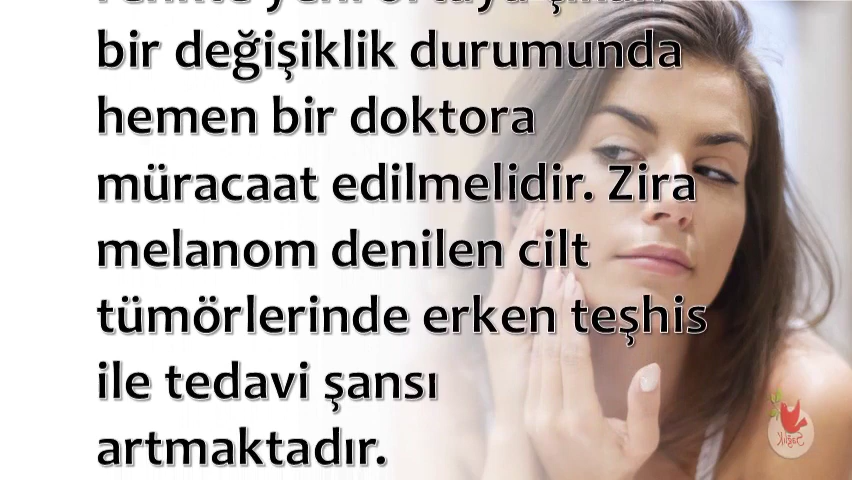 bir değişiklik durumunda
hemen bir doktora
müracaat edilmelidir. Zira
melanom denilen cilt
tümörlerinde erken teşhis
ile tedavi şansı
artmaktadır.
Sağlık